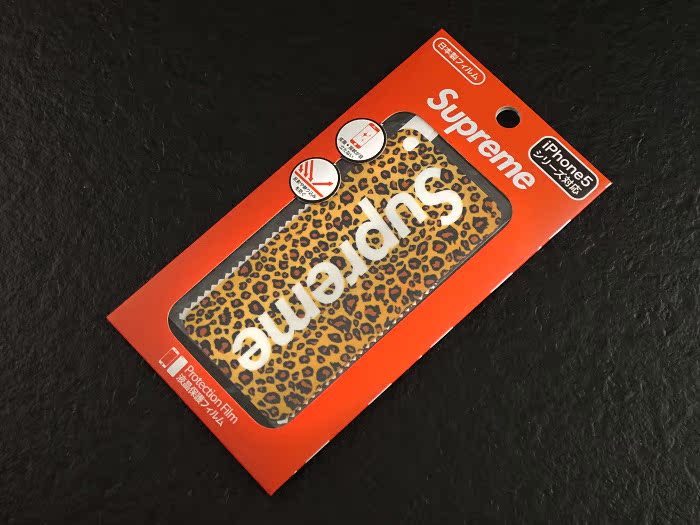 日本製フィルム
Supreme
iPhone5
シリーズ対応
Supreme
Protection Film
液晶保護フィルム